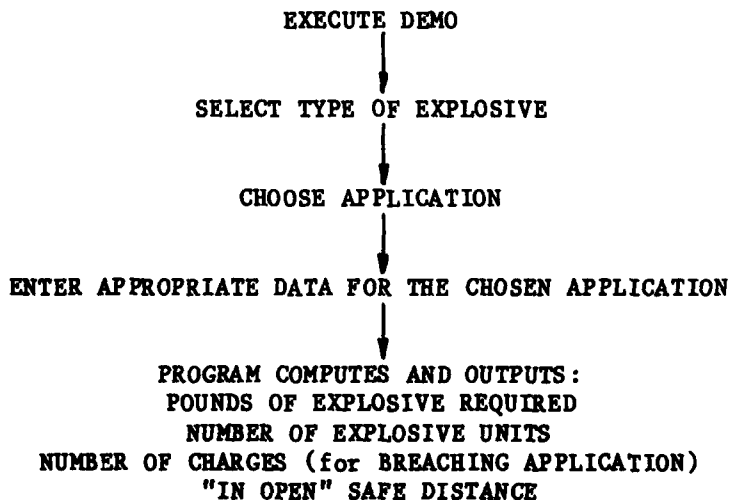 EXECUTE DEMO
SELECT TYPE OF EXPLOSIVE
CHOOSE APPLICATION
ENTER APPROPRIATE DATA FOR THE CHOSEN APPLICATION
PROGRAM COMPUTES AND OUTPUTS:
POUNDS OF EXPLOSIVE REQUIRED
NUMBER OF EXPLOSIVE UNITS
NUMBER OF CHARGES (for BREACHING APPLICATION)
"IN OPEN" SAFE DISTANCE